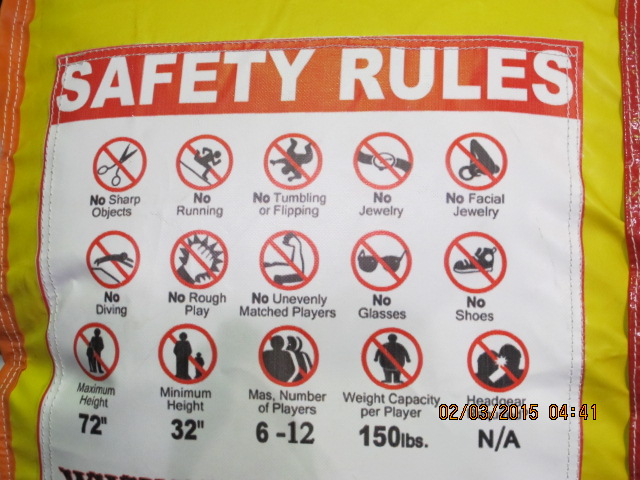 SAFETY RULES
No Sharp Objects
No Running
No Tumbling or Flipping
No Jewelry
No Facial Jewelry
No Diving
No Rough Play
No Unevenly Matched Players
No Glasses
No Shoes
Maximum Height
72"
Minimum Height
32"
Mas, Number of Players
6 -12
Weight Capacity per Player
150lbs.
Headgear
N/A
02/03/2015 04:41